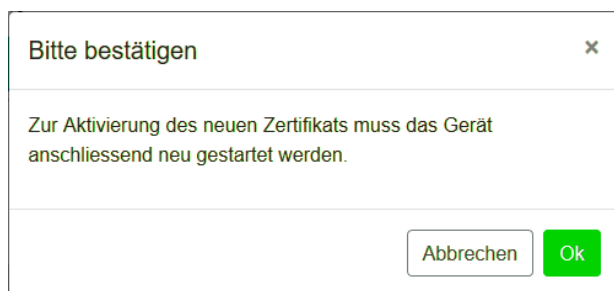 Bitte bestätigen ×
Zur Aktivierung des neuen Zertifikats muss das Gerät
anschliessend neu gestartet werden.
Abbrechen Ok